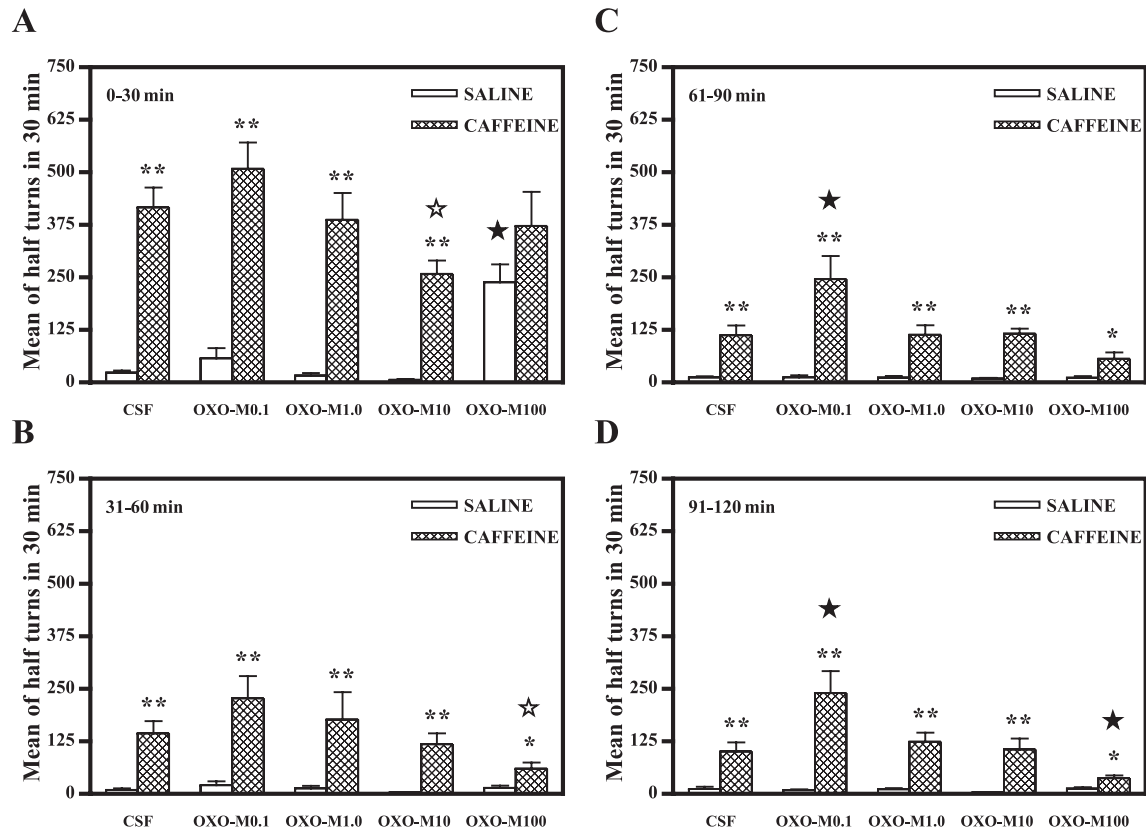 A
Mean of half turns in 30 min
750
625
500
375
250
125
0
0-30 min
SALINE
CAFFEINE
**
**
**
☆
**
★
CSF
OXO-M0.1
OXO-M1.0
OXO-M10
OXO-M100
B
Mean of half turns in 30 min
750
625
500
375
250
125
0
31-60 min
SALINE
CAFFEINE
**
**
**
**
☆
*
CSF
OXO-M0.1
OXO-M1.0
OXO-M10
OXO-M100
C
Mean of half turns in 30 min
750
625
500
375
250
125
0
61-90 min
SALINE
CAFFEINE
**
★
**
**
**
*
CSF
OXO-M0.1
OXO-M1.0
OXO-M10
OXO-M100
D
Mean of half turns in 30 min
750
625
500
375
250
125
0
91-120 min
SALINE
CAFFEINE
**
★
**
**
**
★
*
CSF
OXO-M0.1
OXO-M1.0
OXO-M10
OXO-M100